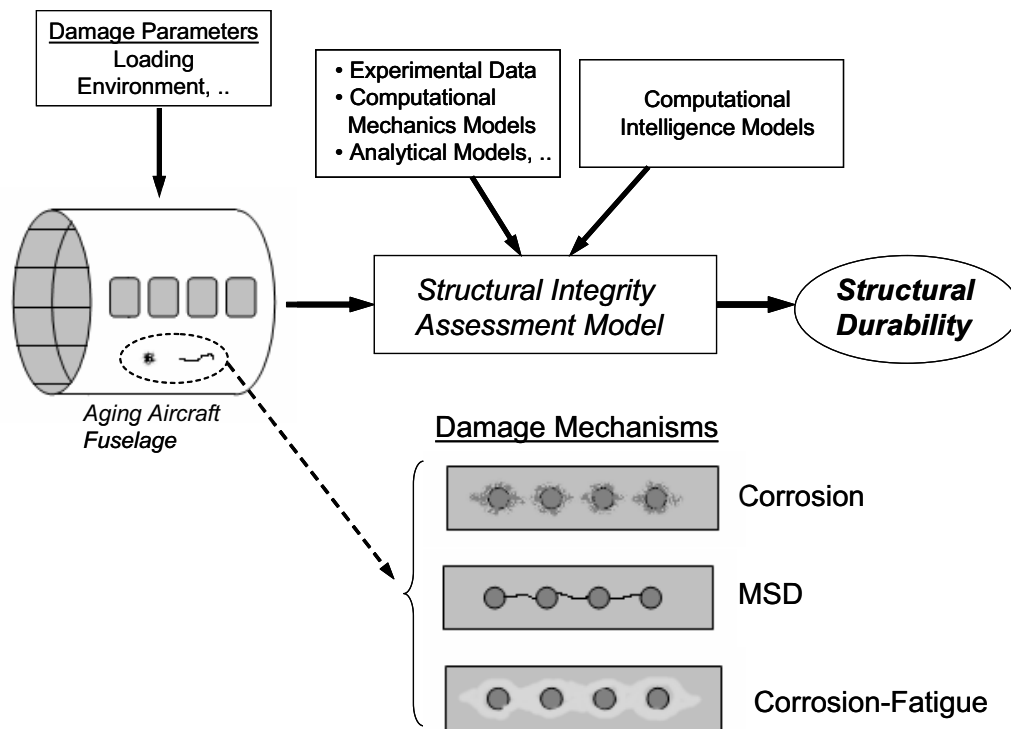 Damage Parameters
Loading
Environment, ..
• Experimental Data
• Computational
Mechanics Models
• Analytical Models, ..
Computational
Intelligence Models
Structural Integrity
Assessment Model
Structural
Durability
Aging Aircraft
Fuselage
Damage Mechanisms
Corrosion
MSD
Corrosion-Fatigue